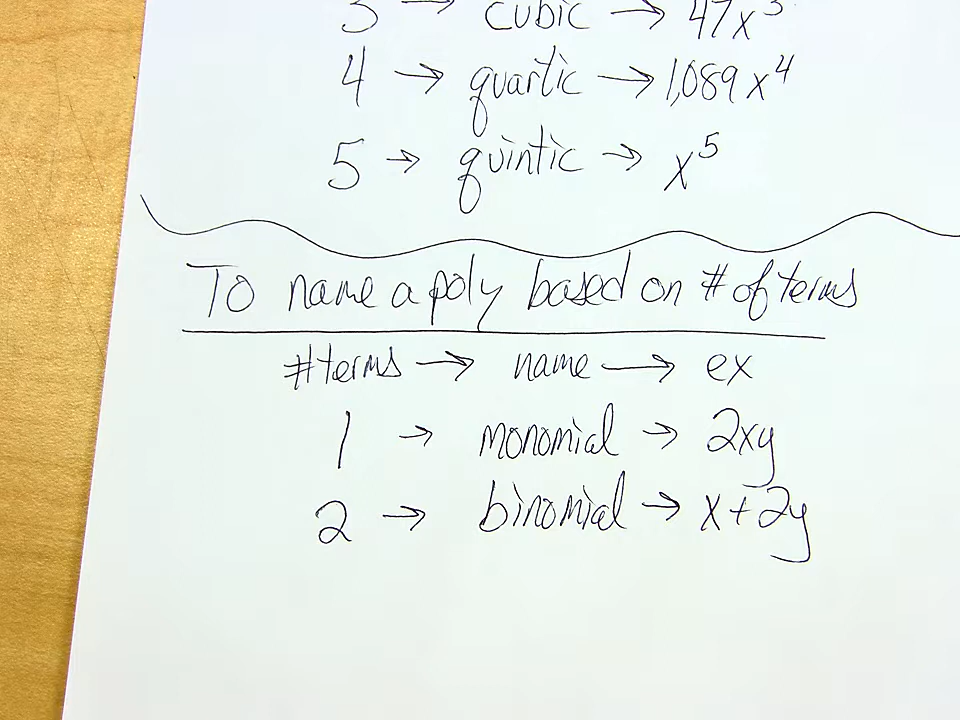 3 → cubic → 47x³
4 → quartic → 1,089x⁴
5 → quintic → x⁵
To name a poly based on # of terms
# terms → name → ex
1 → monomial → 2xy
2 → binomial → x+2y